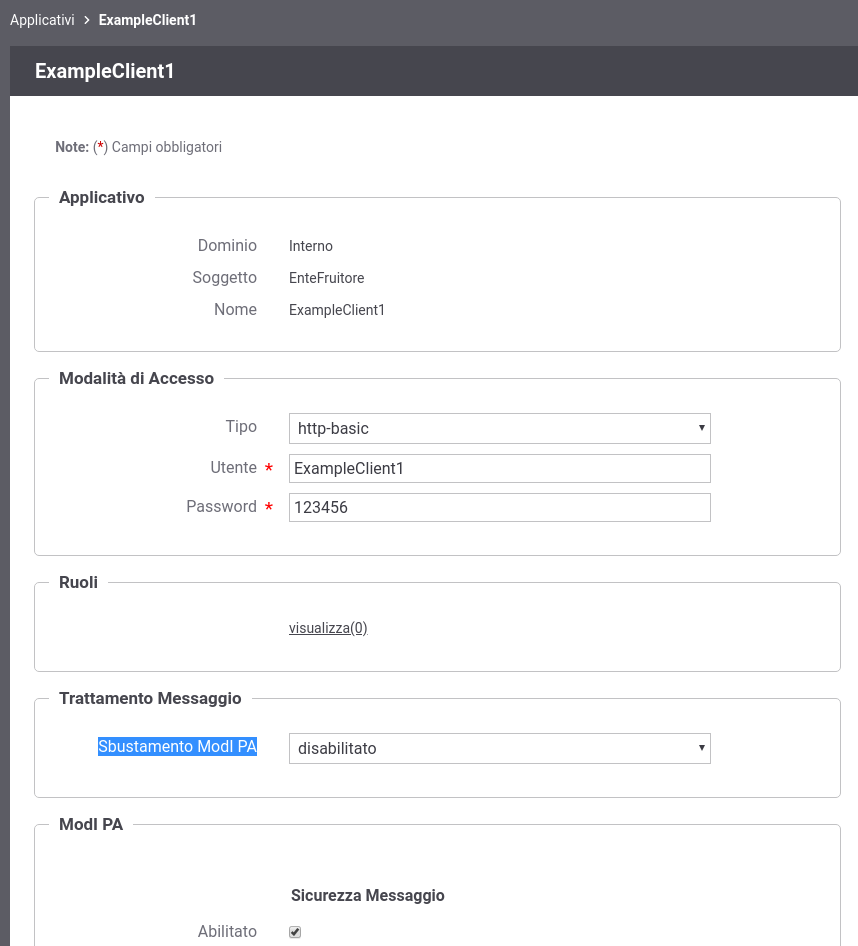 Applicativi > ExampleClient1
ExampleClient1
Note: (*) Campi obbligatori
Applicativo
Dominio Interno
Soggetto EnteFruitore
Nome ExampleClient1
Modalità di Accesso
Tipo http-basic
Utente * ExampleClient1
Password * 123456
Ruoli
visualizza(0)
Trattamento Messaggio
Sbustamento ModI PA disabilitato
ModI PA
Sicurezza Messaggio
Abilitato